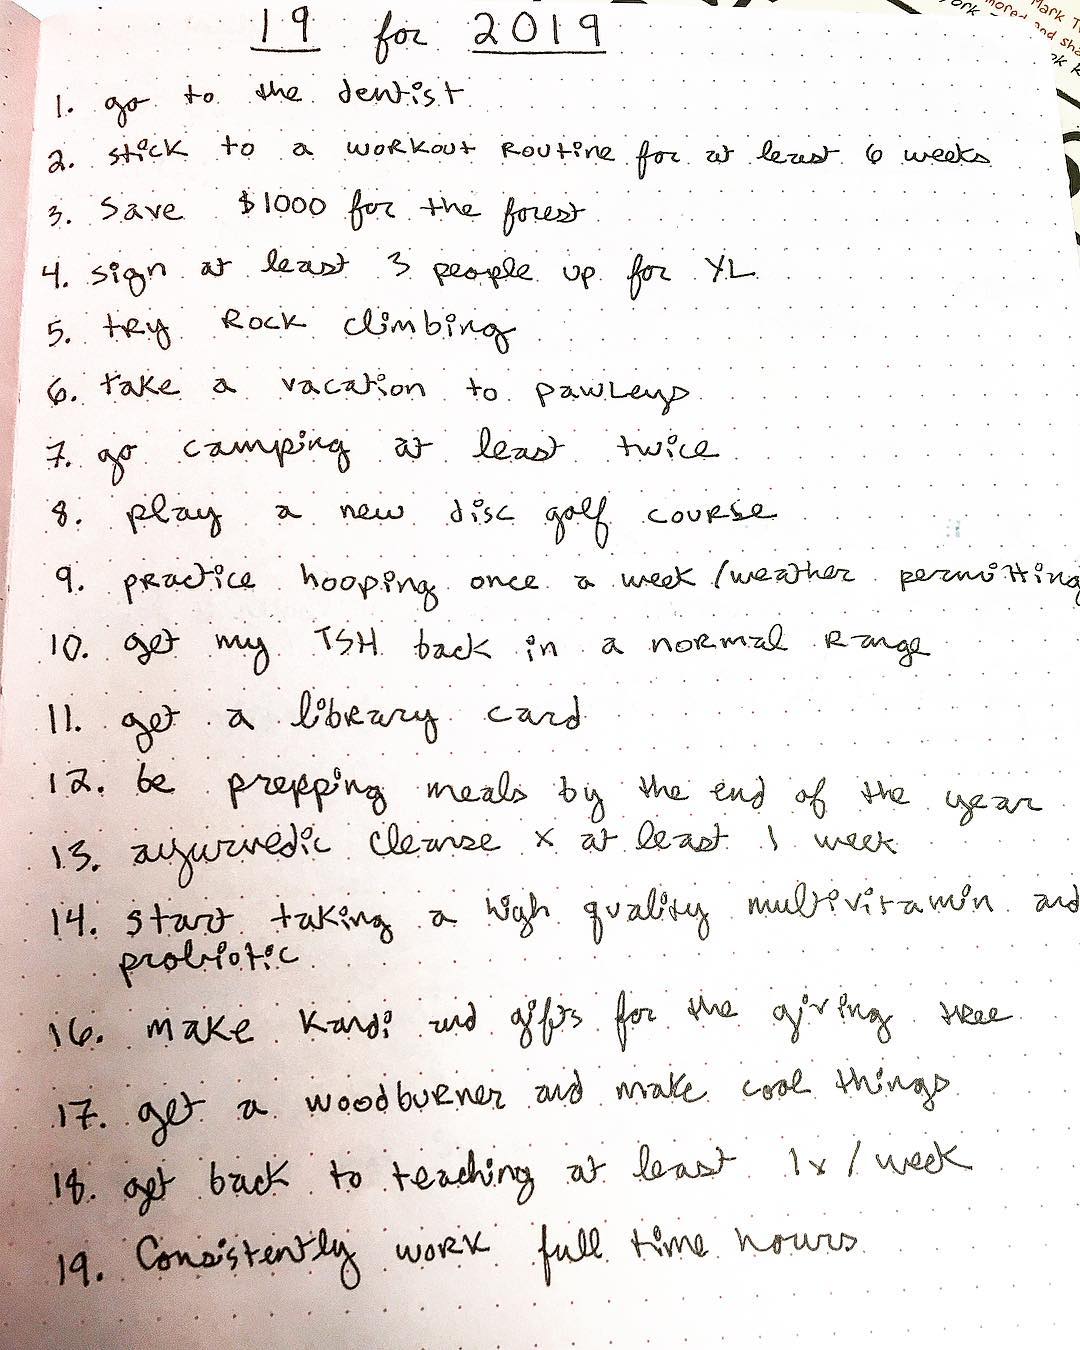 19 for 2019
1. go to the dentist
2. stick to a workout routine for at least 6 weeks
3. Save $1000 for the forest
4. sign at least 3 people up for YL
5. try Rock climbing
6. take a vacation to pawleys
7. go camping at least twice
8. play a new disc golf course
9. practice hooping once a week /weather permitting
10. get my TSH back in a normal range
11. get a library card
12. be prepping meals by the end of the year
13. ayurvedic cleanse x at least 1 week
14. start taking a high quality multivitamin and
probiotic
16. make Kandi and gifts for the giving tree
17. get a woodburner and make cool things
18. get back to teaching at least 1x / week
19. Consistently work full time hours
Mark
and